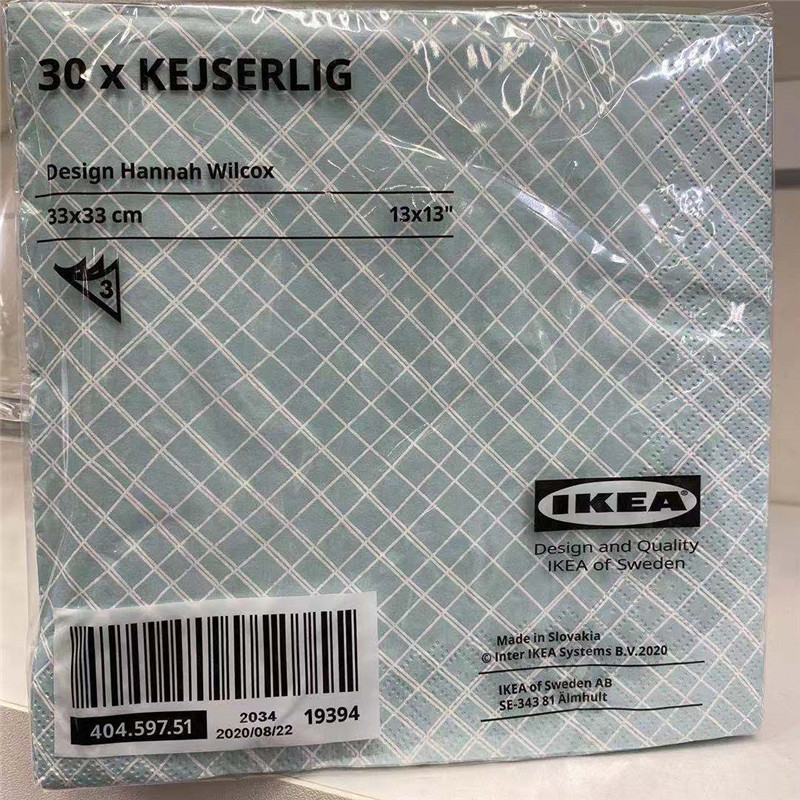 30 x KEJSERLIG
Design Hannah Wilcox
33x33 cm 13x13"
3
IKEA®
Design and Quality
IKEA of Sweden
Made in Slovakia
© Inter IKEA Systems B.V.2020
IKEA of Sweden AB
SE-343 81 Älmhult
404.597.51
2034
2020/08/22
19394